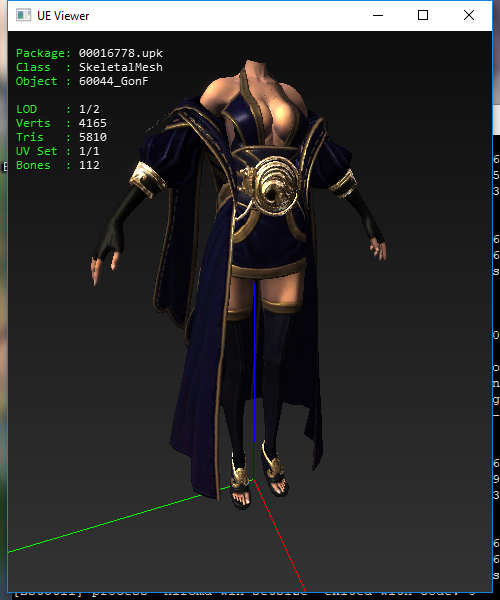 UE Viewer
Package: 00016778.upk
Class  : SkeletalMesh
Object : 60044_GonF
LOD    : 1/2
Verts  : 4165
Tris   : 5810
UV Set : 1/1
Bones  : 112